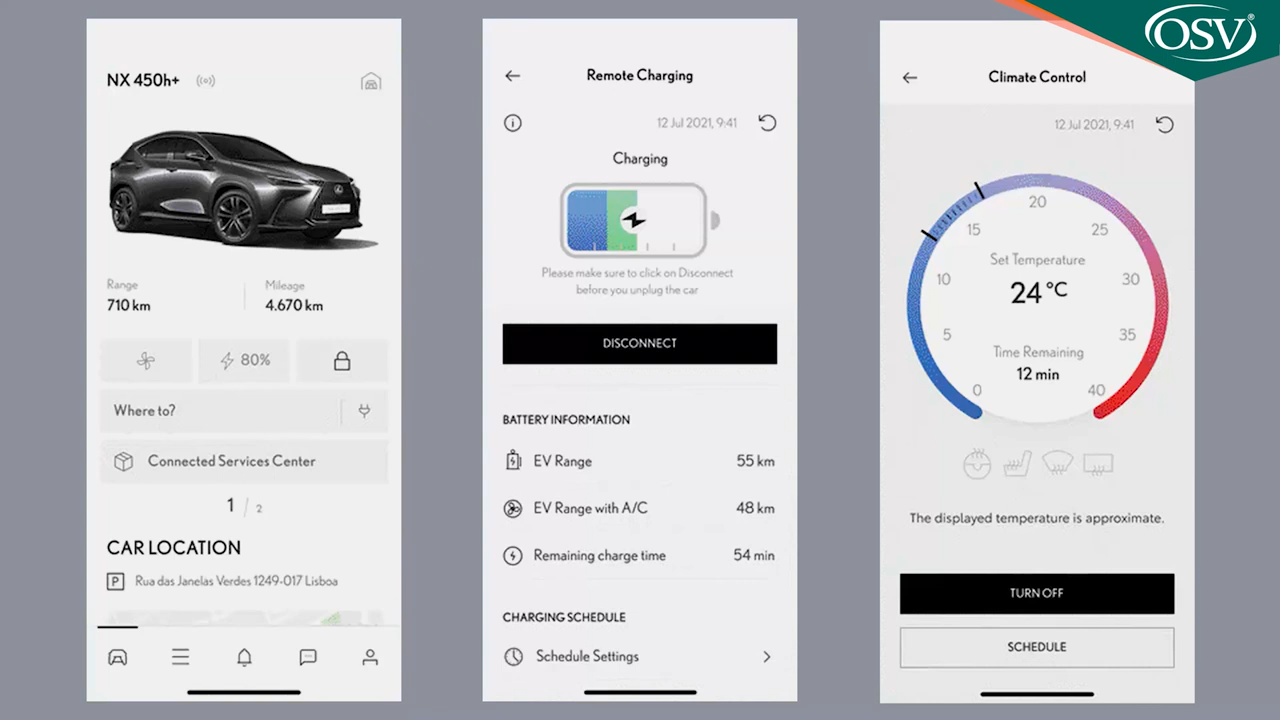 OSV®
NX 450h+
Range
Mileage
710 km
4.670 km
80%
Where to?
Connected Services Center
1 / 2
CAR LOCATION
P
Rua das Janelas Verdes 1249-017 Lisboa
Remote Charging
12 Jul 2021, 9:41
Charging
Please make sure to click on Disconnect
before you unplug the car
DISCONNECT
BATTERY INFORMATION
EV Range 55 km
EV Range with A/C 48 km
Remaining charge time 54 min
CHARGING SCHEDULE
Schedule Settings
Climate Control
12 Jul 2021, 9:41
20
15
25
Set Temperature
10
24 °C
30
5
35
Time Remaining
12 min
0
40
The displayed temperature is approximate.
TURN OFF
SCHEDULE